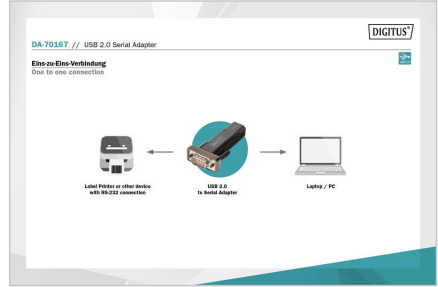 DIGITUS®
DA-70167 // USB 2.0 Serial Adapter
Eins-zu-Eins-Verbindung
One to one connection
Label Printer or other device
with RS-232 connection
USB 2.0
to Serial Adapter
Laptop / PC